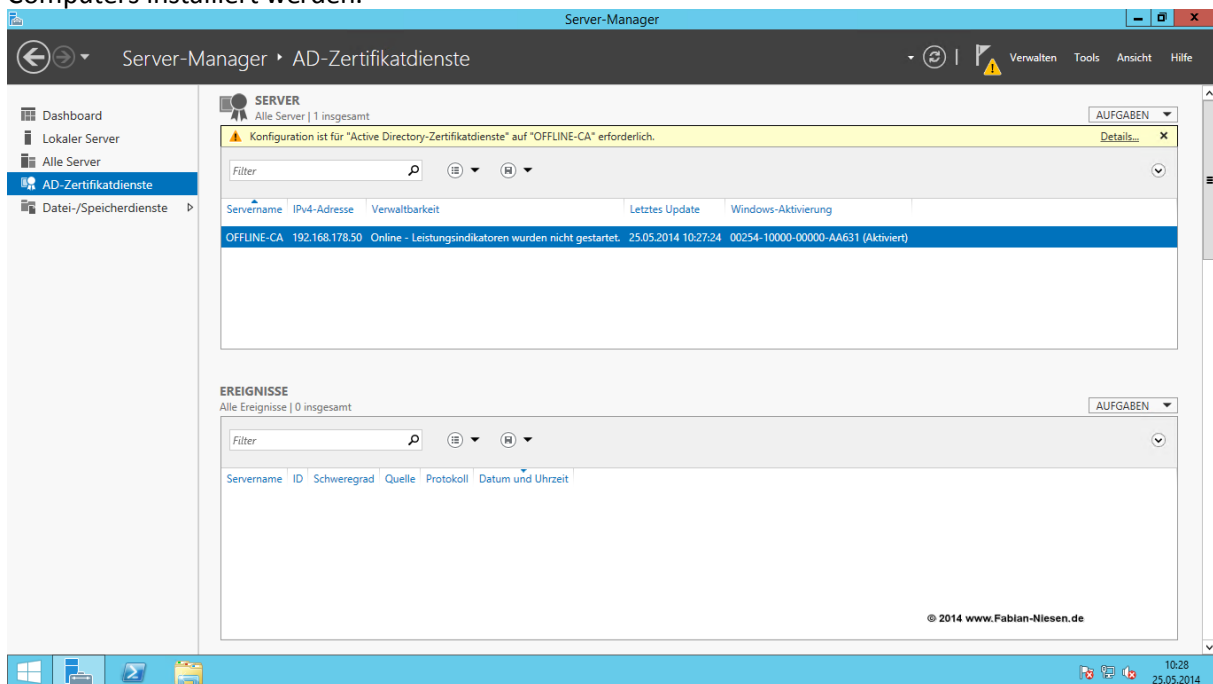 Computers installiert werden.
Server-Manager
Server-Manager ‣ AD-Zertifikatdienste
Verwalten Tools Ansicht Hilfe
Dashboard
Lokaler Server
Alle Server
AD-Zertifikatdienste
Datei-/Speicherdienste
SERVER
Alle Server | 1 insgesamt
AUFGABEN
Konfiguration ist für "Active Directory-Zertifikatdienste" auf "OFFLINE-CA" erforderlich.
Details...
Filter
Servername IPv4-Adresse Verwaltbarkeit Letztes Update Windows-Aktivierung
OFFLINE-CA 192.168.178.50 Online - Leistungsindikatoren wurden nicht gestartet. 25.05.2014 10:27:24 00254-10000-00000-AA631 (Aktiviert)
EREIGNISSE
Alle Ereignisse | 0 insgesamt
AUFGABEN
Filter
Servername ID Schweregrad Quelle Protokoll Datum und Uhrzeit
© 2014 www.Fabian-Niesen.de
10:28
25.05.2014